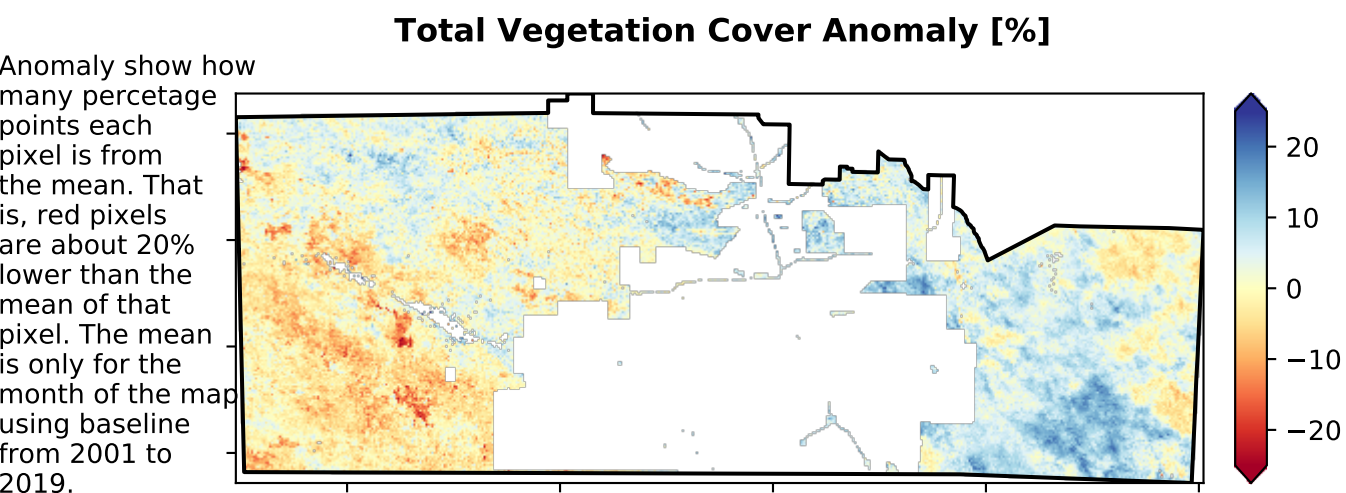 Total Vegetation Cover Anomaly [%]
Anomaly show how
many percetage
points each
pixel is from
the mean. That
is, red pixels
are about 20%
lower than the
mean of that
pixel. The mean
is only for the
month of the map
using baseline
from 2001 to
2019.
20
10
0
−10
−20